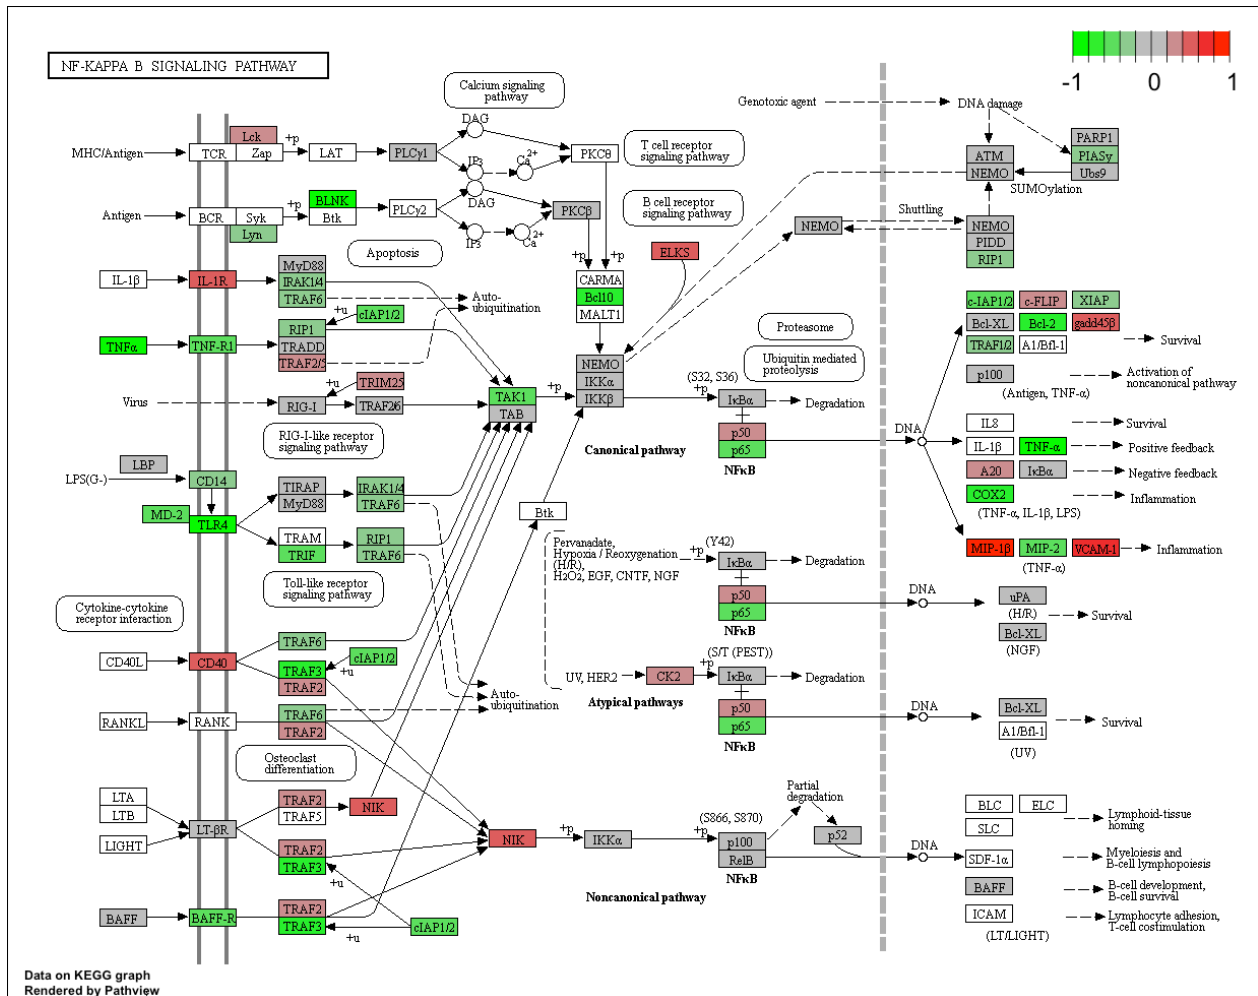 NF-KAPPA B SIGNALING PATHWAY
-1 0 1
Calcium signaling
pathway
Genotoxic agent
DNA damage
MHC/Antigen
Lck
TCR
Zap
+p
LAT
PLCγ1
DAG
IP3
Ca2+
PKCθ
T cell receptor
signaling pathway
PARP1
PIASy
Ubs9
ATM
NEMO
SUMOylation
Antigen
BCR
Syk
Lyn
+p
BLNK
Btk
PLCγ2
DAG
IP3
Ca2+
PKCβ
B cell receptor
signaling pathway
NEMO
Shuttling
NEMO
PIDD
RIP1
Apoptosis
ELKS
+p
+p
IL-1β
IL-1R
MyD88
IRAK1/4
TRAF6
Auto-
ubiquitination
CARMA
Bcl10
MALT1
+u
cIAP1/2
TNFα
TNF-R1
RIP1
TRADD
TRAF2/5
Proteasome
Ubiquitin mediated
proteolysis
c-IAP1/2
c-FLIP
XIAP
Bcl-XL
Bcl-2
gadd45β
TRAF1/2
A1/Bfl-1
Survival
p100
Activation of
noncanonical pathway
(Antigen, TNF-α)
+u
TRIM25
Virus
RIG-I
TRAF26
RIG-I-like receptor
signaling pathway
TAK1
TAB
+p
NEMO
IKKα
IKKβ
+p
(S32, S36)
IκBα
Degradation
p50
p65
NFκB
Canonical pathway
DNA
IL8
Survival
IL-1β
TNF-α
Positive feedback
A20
IκBα
Negative feedback
COX2
Inflammation
(TNF-α, IL-1β, LPS)
LBP
LPS(G-)
CD14
MD-2
TLR4
TIRAP
MyD88
IRAK1/4
TRAF6
TRAM
TRIF
RIP1
TRAF6
Toll-like receptor
signaling pathway
Btk
Pervanadate,
Hypoxia / Reoxygenation
(H/R),
H2O2, EGF, CNTF, NGF
+p
(Y42)
IκBα
Degradation
p50
p65
NFκB
MIP-1β
MIP-2
VCAM-1
Inflammation
(TNF-α)
DNA
uPA
(H/R)
Bcl-XL
(NGF)
Survival
Cytokine-cytokine
receptor interaction
CD40L
CD40
TRAF6
TRAF3
TRAF2
+u
cIAP1/2
UV, HER2
CK2
+p
(S/T (PEST))
IκBα
Degradation
p50
p65
NFκB
Atypical pathways
DNA
Bcl-XL
A1/Bfl-1
(UV)
Survival
RANKL
RANK
TRAF6
TRAF2
Auto-
ubiquitination
Osteoclast
differentiation
LTA
LTB
LIGHT
LT-βR
TRAF2
TRAF5
NIK
TRAF2
TRAF3
+u
NIK
+p
IKKα
+p
(S866, S870)
p100
RelB
NFκB
Partial
degradation
p52
Noncanonical pathway
DNA
BLC
ELC
SLC
Lymphoid-tissue
homing
SDF-1α
Myeloiesis and
B-cell lymphopoiesis
BAFF
B-cell development,
B-cell survival
ICAM
Lymphocyte adhesion,
T-cell costimulation
(LT/LIGHT)
BAFF
BAFF-R
TRAF2
TRAF3
+u
cIAP1/2
Data on KEGG graph
Rendered by Pathview